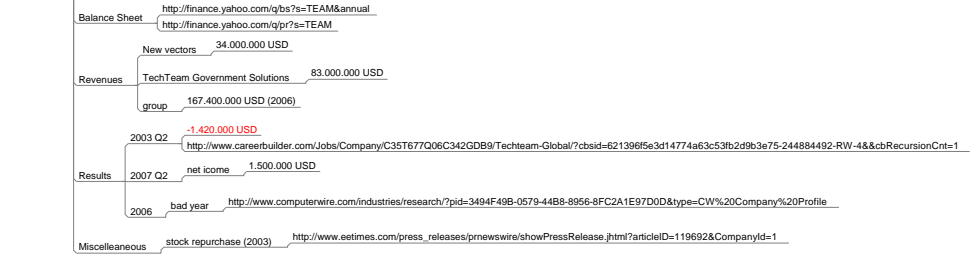 http://finance.yahoo.com/q/bs?s=TEAM&annual
Balance Sheet
http://finance.yahoo.com/q/pr?s=TEAM
New vectors 34.000.000 USD
Revenues TechTeam Government Solutions 83.000.000 USD
group 167.400.000 USD (2006)
2003 Q2 -1.420.000 USD
http://www.careerbuilder.com/Jobs/Company/C35T677Q06C342GDB9/Techteam-Global/?cbsid=621396f5e3d14774a63c53fb2d9b3e75-244884492-RW-4&&cbRecursionCnt=1
Results 2007 Q2 net icome 1.500.000 USD
2006 bad year http://www.computerwire.com/industries/research/?pid=3494F49B-0579-44B8-8956-8FC2A1E97D0D&type=CW%20Company%20Profile
Miscelleaneous stock repurchase (2003) http://www.eetimes.com/press_releases/prnewswire/showPressRelease.jhtml?articleID=119692&CompanyId=1